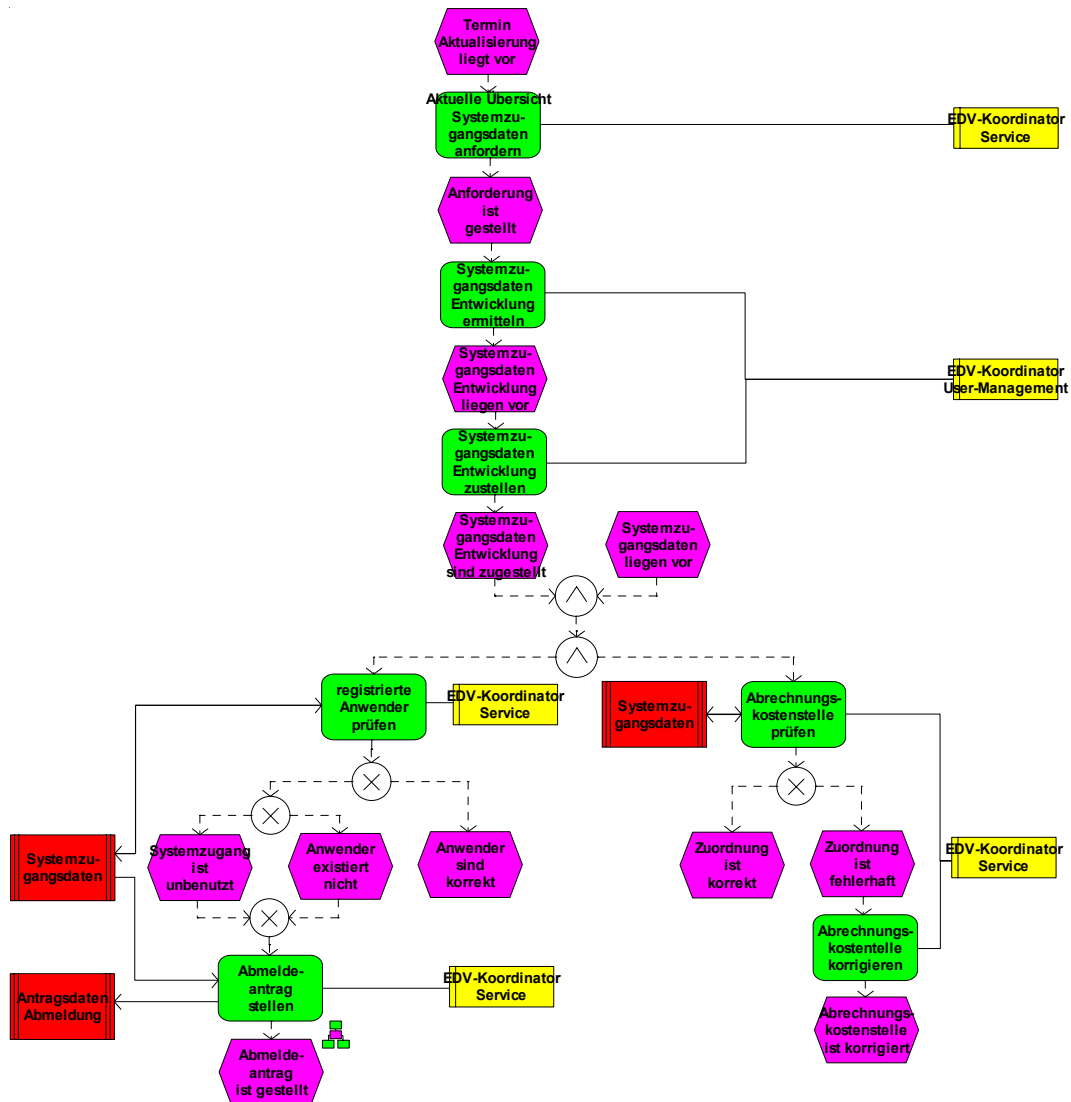 Termin
Aktualisierung
liegt vor
Aktuelle Übersicht
Systemzu-
gangsdaten
anfordern
EDV-Koordinator
Service
Anforderung
ist
gestellt
Systemzu-
gangsdaten
Entwicklung
ermitteln
Systemzu-
gangsdaten
Entwicklung
liegen vor
EDV-Koordinator
User-Management
Systemzu-
gangsdaten
Entwicklung
zustellen
Systemzu-
gangsdaten
Entwicklung
sind zugestellt
Systemzu-
gangsdaten
liegen vor
registrierte
Anwender
prüfen
EDV-Koordinator
Service
Systemzu-
gangsdaten
Abrechnungs-
kostenstelle
prüfen
Systemzu-
gangsdaten
Systemzugang
ist
unbenutzt
Anwender
existiert
nicht
Anwender
sind
korrekt
Zuordnung
ist
korrekt
Zuordnung
ist
fehlerhaft
EDV-Koordinator
Service
Abrechnungs-
kostentelle
korrigieren
Antragsdaten
Abmeldung
Abmelde-
antrag
stellen
EDV-Koordinator
Service
Abrechnungs-
kostenstelle
ist korrigiert
Abmelde-
antrag
ist gestellt